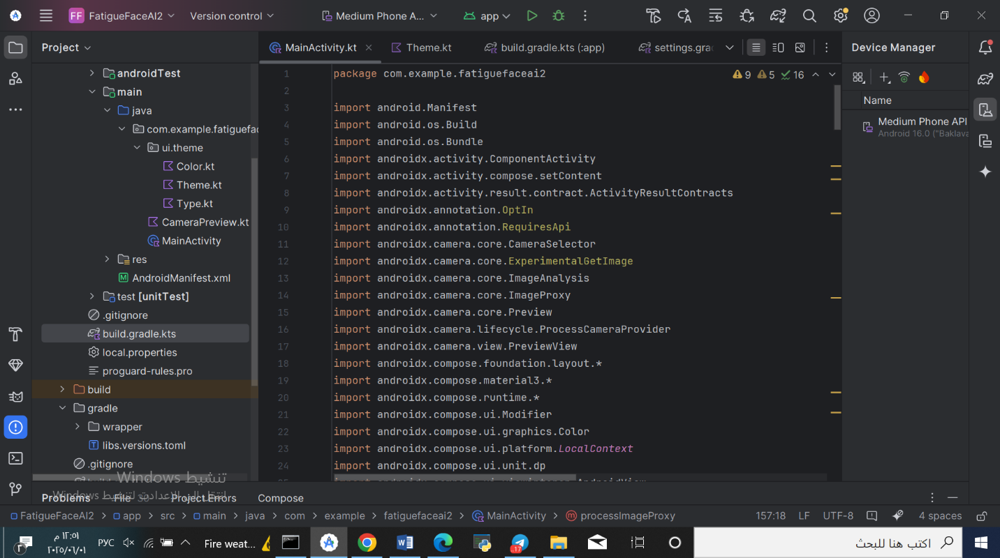 FF FatigueFaceAI2 Version control Medium Phone A... app
Project
MainActivity.kt Theme.kt build.gradle.kts (:app) settings.grad
Device Manager
androidTest
main
java
com.example.fatiguefac
ui.theme
Color.kt
Theme.kt
Type.kt
CameraPreview.kt
MainActivity
res
AndroidManifest.xml
test [unitTest]
.gitignore
build.gradle.kts
local.properties
proguard-rules.pro
build
gradle
wrapper
libs.versions.toml
.gitignore
1 package com.example.fatiguefaceai2
9 5 16
2
3 import android.Manifest
4 import android.os.Build
5 import android.os.Bundle
6 import androidx.activity.ComponentActivity
7 import androidx.activity.compose.setContent
8 import androidx.activity.result.contract.ActivityResultContracts
9 import androidx.annotation.OptIn
10 import androidx.annotation.RequiresApi
11 import androidx.camera.core.CameraSelector
12 import androidx.camera.core.ExperimentalGetImage
13 import androidx.camera.core.ImageAnalysis
14 import androidx.camera.core.ImageProxy
15 import androidx.camera.core.Preview
16 import androidx.camera.lifecycle.ProcessCameraProvider
17 import androidx.camera.view.PreviewView
18 import androidx.compose.foundation.layout.*
19 import androidx.compose.material3.*
20 import androidx.compose.runtime.*
21 import androidx.compose.ui.Modifier
22 import androidx.compose.ui.graphics.Color
23 import androidx.compose.ui.platform.LocalContext
24 import androidx.compose.ui.unit.dp
Name
Medium Phone API
Android 16.0 ("Baklava
تنشيط Windows
انتقل إلى الإعدادات لتنشيط Windows
Problems File 30 Project Errors Compose
FatigueFaceAI2 > app > src > main > java > com > example > fatiguefaceai2 > MainActivity > processImageProxy
157:18 LF UTF-8 4 spaces
١٢:٥١ م
٢٠٢٥/٠٦/٠١
РУС
Fire weat...
17
اكتب هنا للبحث